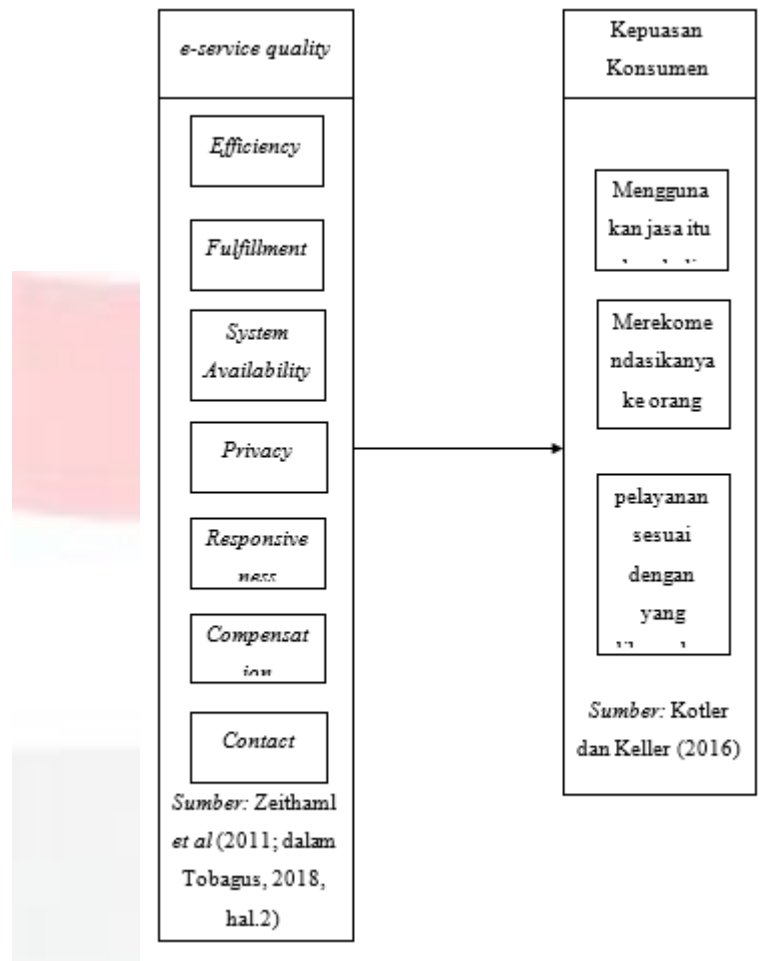 e-service quality
Efficiency
Fulfillment
System
Availability
Privacy
Responsive
ness
Compensat
ion
Contact
Sumber: Zeithaml
et al (2011; dalam
Tobagus, 2018,
hal.2)
Kepuasan
Konsumen
Mengguna
kan jasa itu
Merekome
ndasikanya
ke orang
pelayanan
sesuai
dengan
yang
Sumber: Kotler
dan Keller (2016)